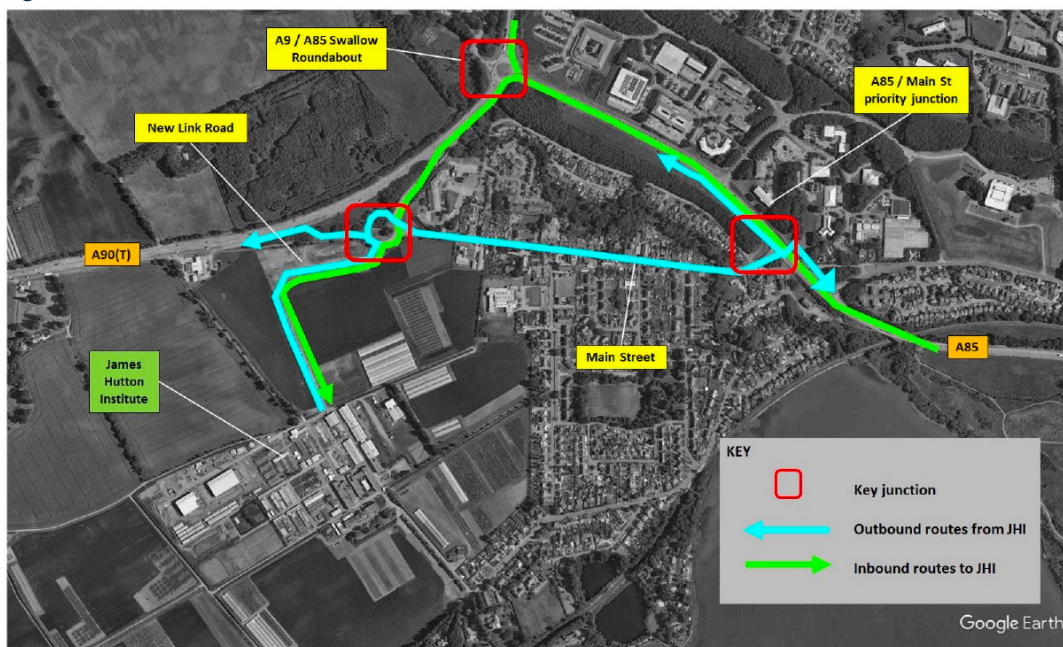 A9 / A85 Swallow
Roundabout
A85 / Main St
priority junction
New Link Road
A90(T)
James
Hutton
Institute
Main Street
A85
KEY
Key junction
Outbound routes from JHI
Inbound routes to JHI
Google Earth